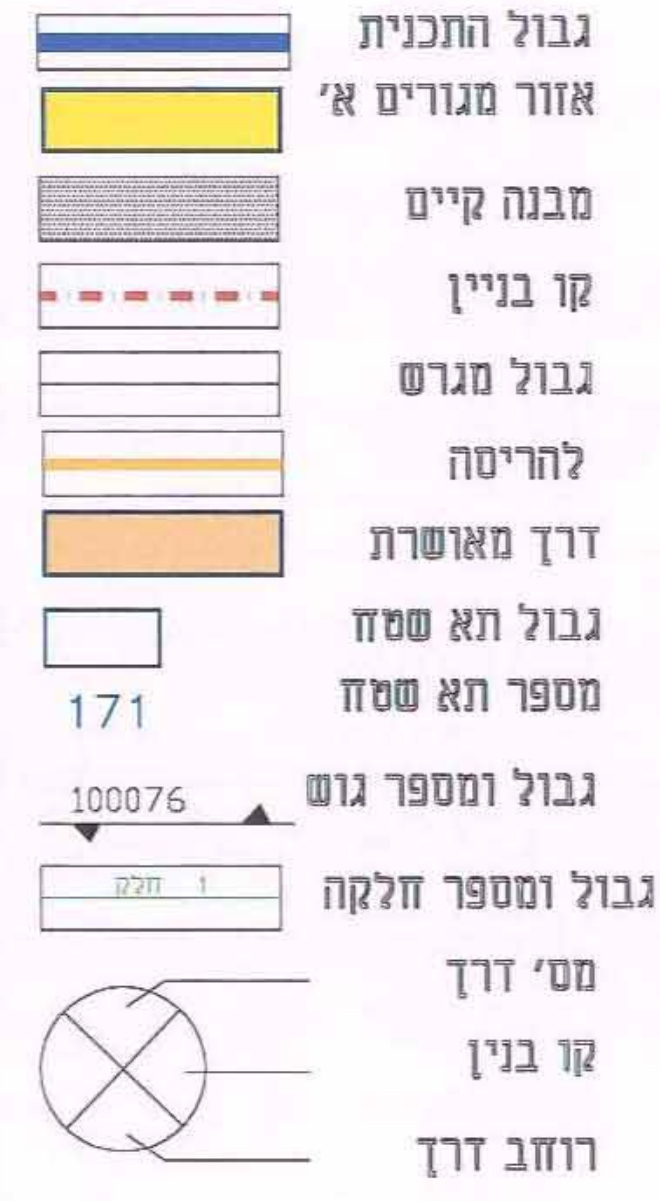 גבול התכנית
אזור מגורים א'
מבנה קיים
קו בניין
גבול מגרש
להריסה
דרך מאושרת
גבול תא שטח
מספר תא שטח
171
גבול ומספר גוש
100076
גבול ומספר חלקה
1 חלק
מס' דרך
קו בנין
רוחב דרך